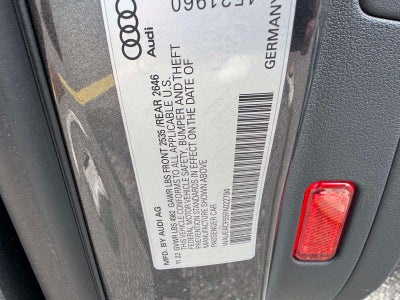 Audi
GERMANY
MFD. BY AUDI AG
11 22 GVWR LBS 4982 GAWR LBS FRONT 2535 /REAR 2646
THIS VEHICLE CONFORMS TO ALL APPLICABLE U.S.
FEDERAL MOTOR VEHICLE SAFETY, BUMPER AND THEFT
PREVENTION STANDARDS IN EFFECT ON THE DATE OF
MANUFACTURE SHOWN ABOVE
PASSENGER CAR